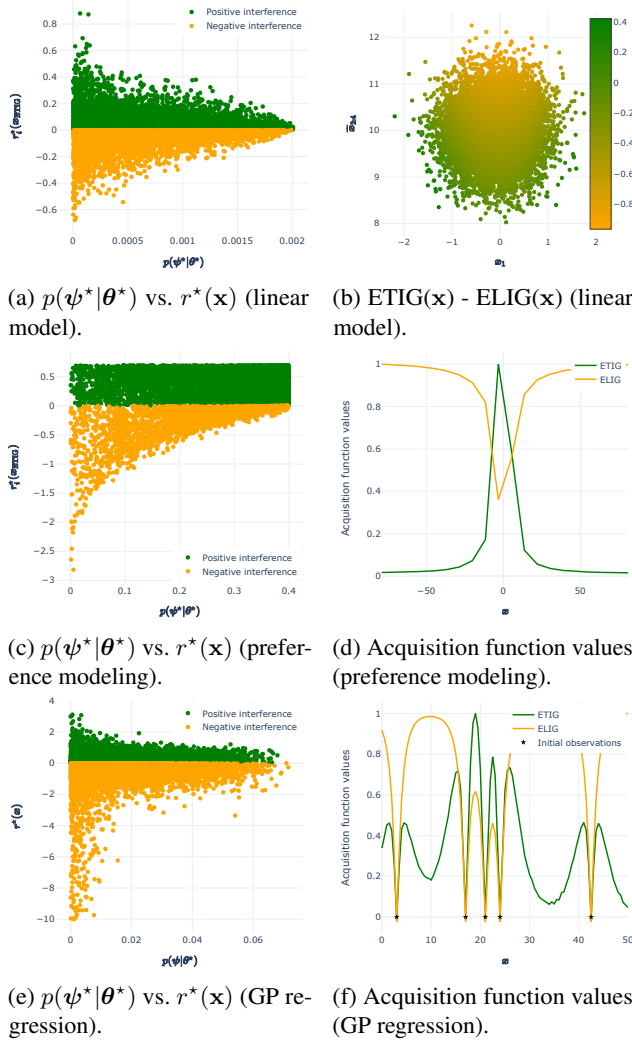 Positive interference
Negative interference
0.8
0.6
0.4
0.2
0
−0.2
−0.4
−0.6
r*ᵢ(x_ETIG)
0 0.0005 0.001 0.0015 0.002
p(ψ*|θ*)
(a) p(ψ⋆|θ⋆) vs. r⋆(x) (linear
model).
12
11
10
9
8
x̄₂:₄
−2 −1 0 1 2
x₁
0.4
0.2
0
−0.2
−0.4
−0.6
−0.8
(b) ETIG(x) - ELIG(x) (linear
model).
0.5
0
−0.5
−1
−1.5
−2
−2.5
−3
r*ᵢ(x_ETIG)
Positive interference
Negative interference
0 0.1 0.2 0.3 0.4
p(ψ*|θ*)
(c) p(ψ⋆|θ⋆) vs. r⋆(x) (prefer-
ence modeling).
ETIG
ELIG
1
0.8
0.6
0.4
0.2
0
Acquisition function values
−50 0 50
x
(d) Acquisition function values
(preference modeling).
Positive interference
Negative interference
4
2
0
−2
−4
−6
−8
−10
r*(x)
0 0.02 0.04 0.06
p(ψ|θ*)
(e) p(ψ⋆|θ⋆) vs. r⋆(x) (GP re-
gression).
ETIG
ELIG
Initial observations
1
0.8
0.6
0.4
0.2
0
Acquisition function values
0 10 20 30 40 50
x
(f) Acquisition function values
(GP regression).